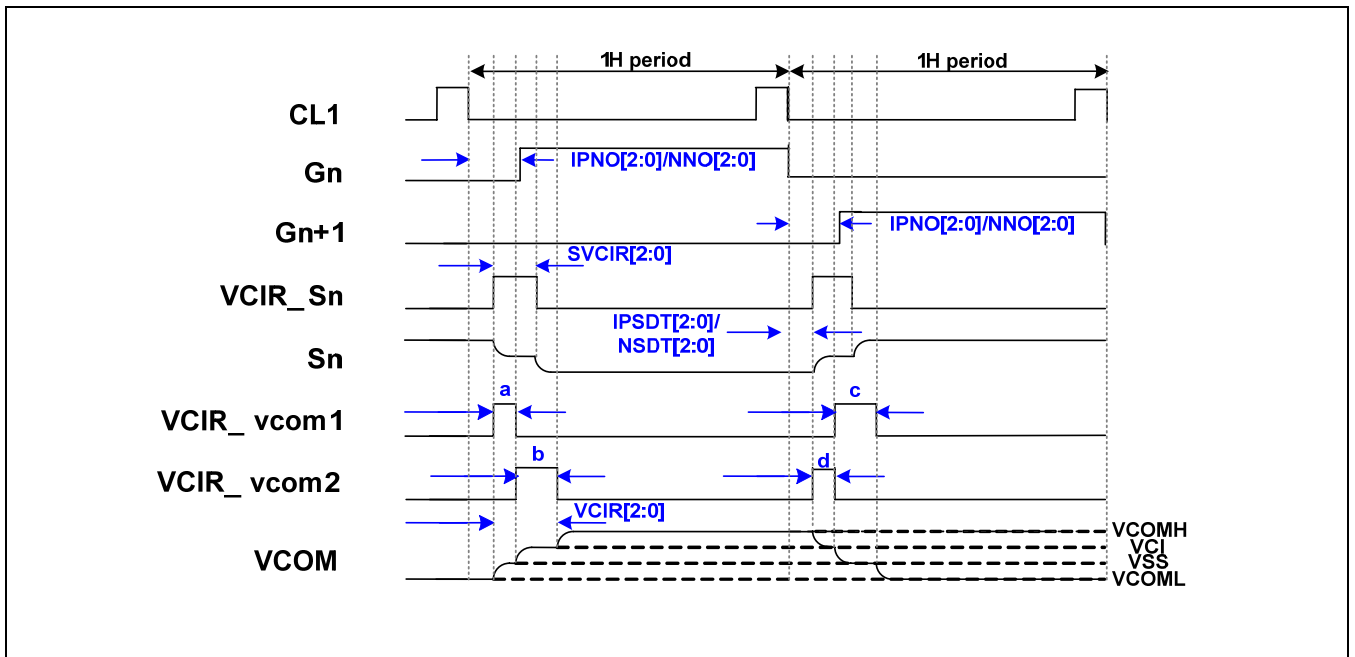 1H period
1H period
CL1
Gn
IPNO[2:0]/NNO[2:0]
Gn+1
IPNO[2:0]/NNO[2:0]
SVCIR[2:0]
VCIR_ Sn
IPSDT[2:0]/
NSDT[2:0]
Sn
a
c
VCIR_ vcom1
b
d
VCIR_ vcom2
VCIR[2:0]
VCOM
VCOMH
VCI
VSS
VCOML